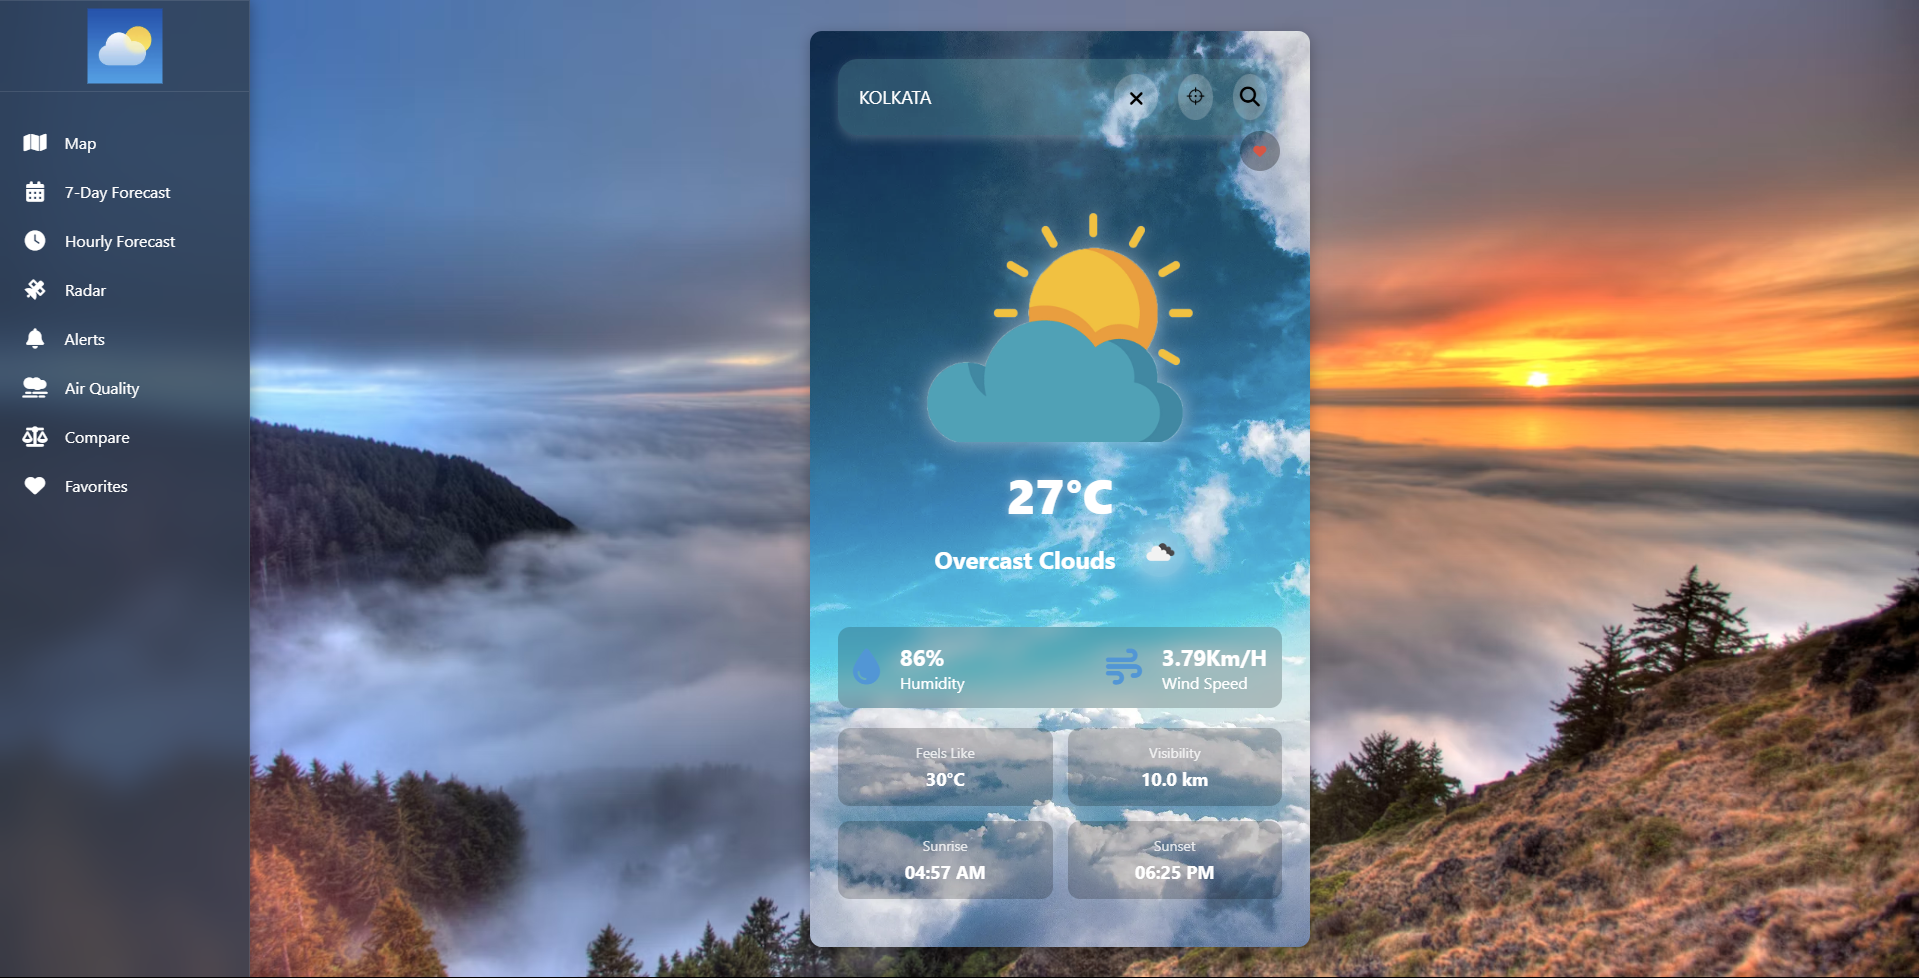 Map
7-Day Forecast
Hourly Forecast
Radar
Alerts
Air Quality
Compare
Favorites
KOLKATA
27°C
Overcast Clouds
86%
Humidity
3.79Km/H
Wind Speed
Feels Like
30°C
Visibility
10.0 km
Sunrise
04:57 AM
Sunset
06:25 PM